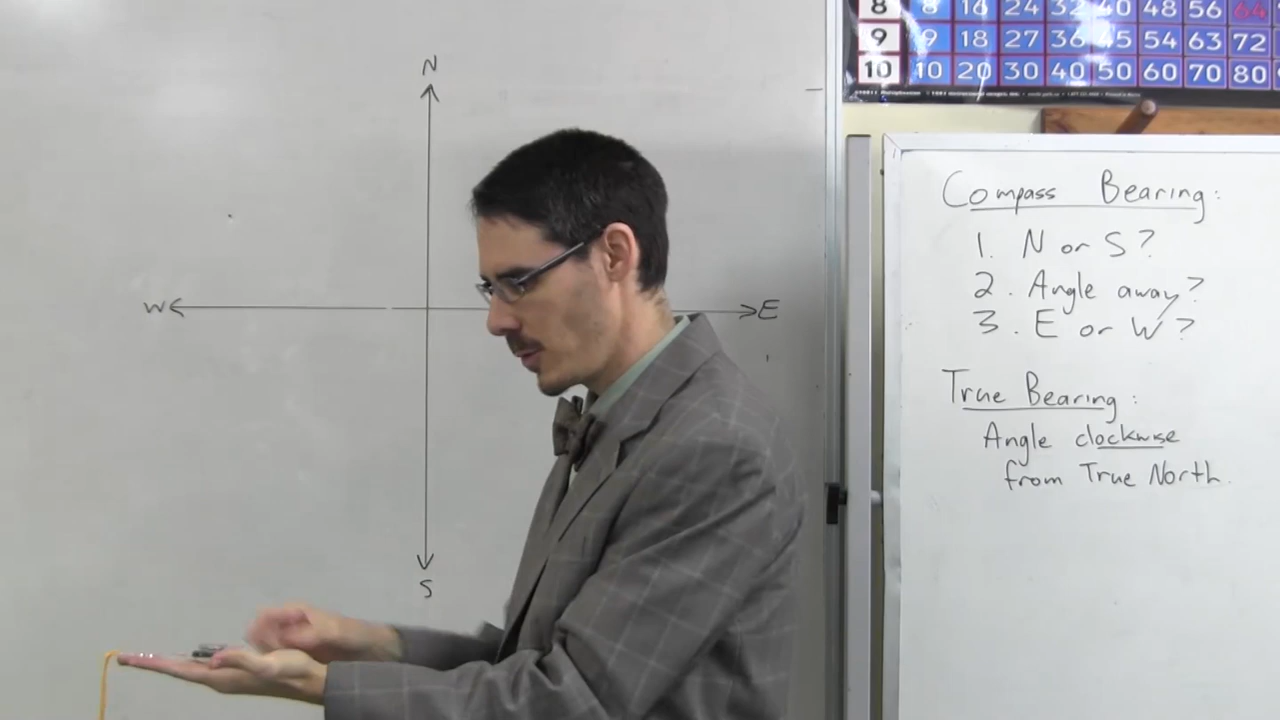 N
W
E
S
8 8 16 24 32 40 48 56 64
9 9 18 27 36 45 54 63 72
10 10 20 30 40 50 60 70 80
Compass Bearing:
1. N or S?
2. Angle away?
3. E or W?
True Bearing:
Angle clockwise
from True North.